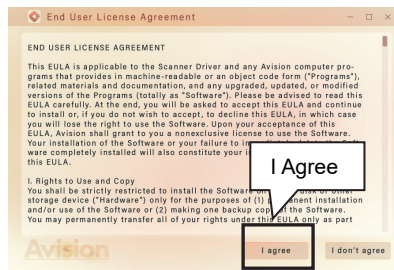 End User License Agreement
END USER LICENSE AGREEMENT
This EULA is applicable to the Scanner Driver and any Avision computer pro-
grams that provides in machine-readable or an object code form ("Programs"),
related materials and documentation, and any upgraded, updated, or modified
versions of the Programs (totally as "Software"). Please be advised to read this
EULA carefully. At the end, you will be asked to accept this EULA and continue
to install or, if you do not wish to accept, to decline this EULA, in which case
you will lose the right to use the Software. Upon your acceptance of this
EULA, Avision shall grant to you a nonexclusive license to use the Software.
Your installation of the Software or your failure to
ware completely installed will also constitute your
this EULA.
I Agree
I. Rights to Use and Copy
You shall be strictly restricted to install the Software
storage device ("Hardware") only for the purposes of (1) installation
and/or use of the Software or (2) making one backup the Software.
You may permanently transfer all of your rights under this EULA only as part
Avision
I agree
I don't agree